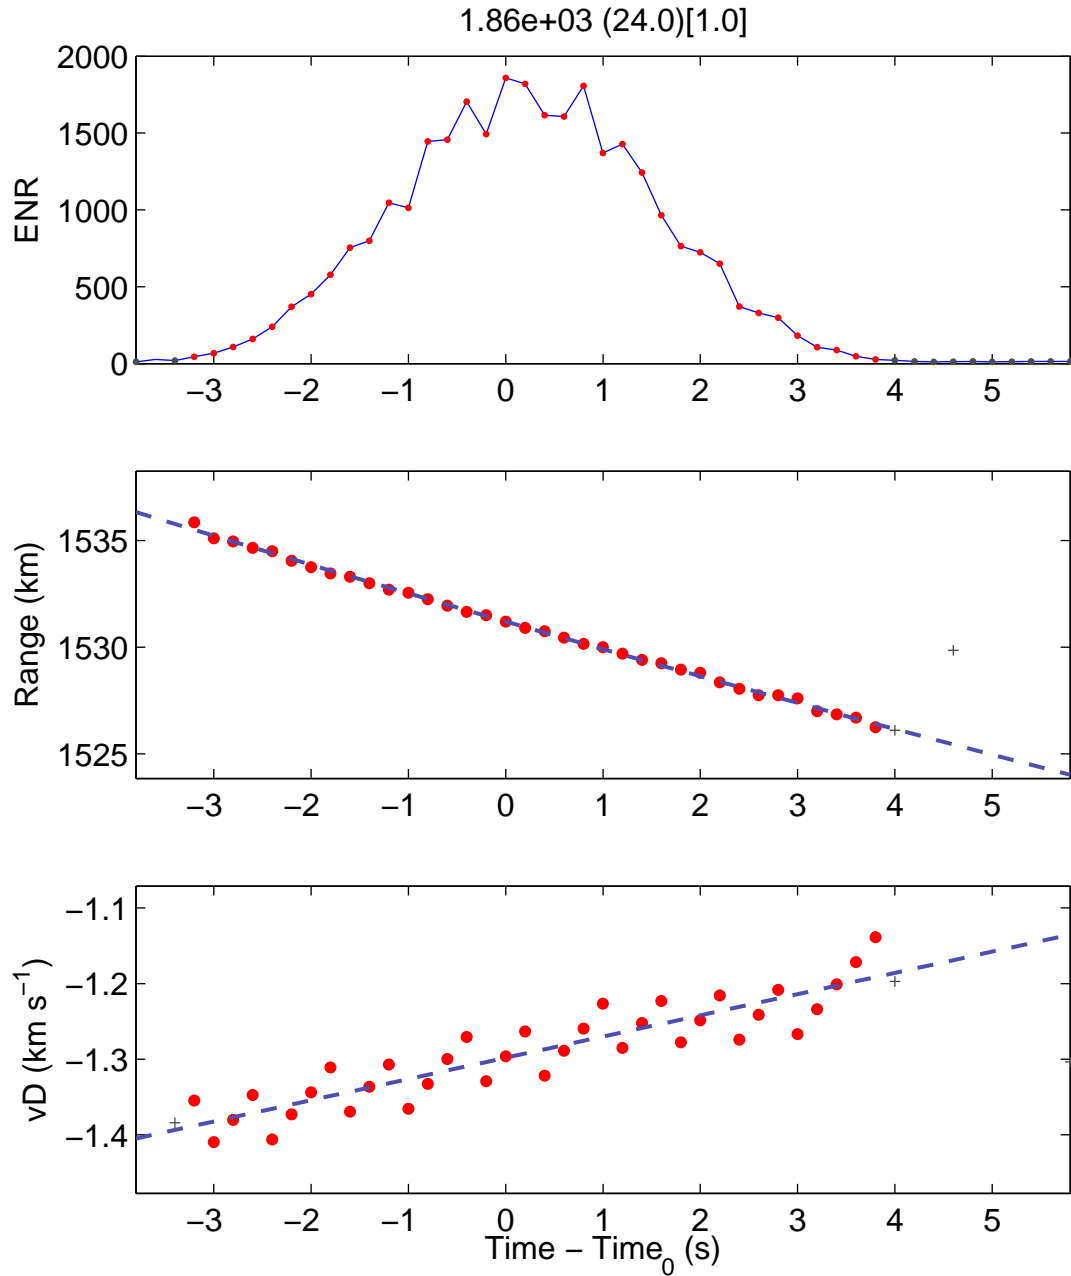 1.86e+03 (24.0)[1.0]
2000
1500
1000
500
0
ENR
−3 −2 −1 0 1 2 3 4 5
1535
1530
1525
Range (km)
−3 −2 −1 0 1 2 3 4 5
−1.1
−1.2
−1.3
−1.4
vD (km s⁻¹)
−3 −2 −1 0 1 2 3 4 5
Time − Time₀ (s)